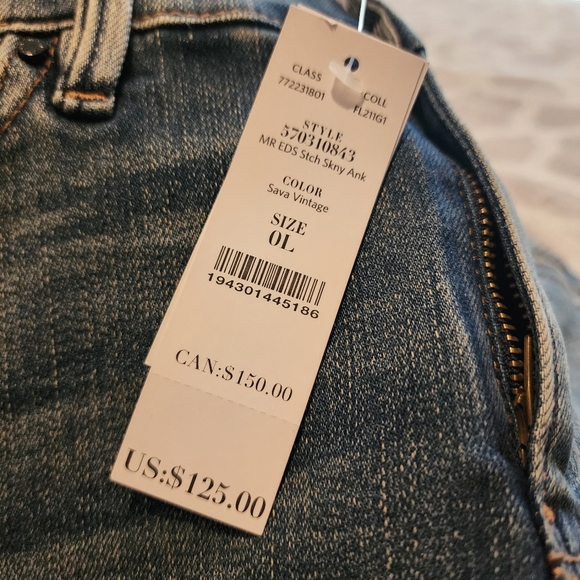 CLASS COLL
772231801 FL211G1
STYLE
570310843
MR EDS Stch Skny Ank
COLOR
Sava Vintage
SIZE
0L
194301445186
CAN:$150.00
US:$125.00